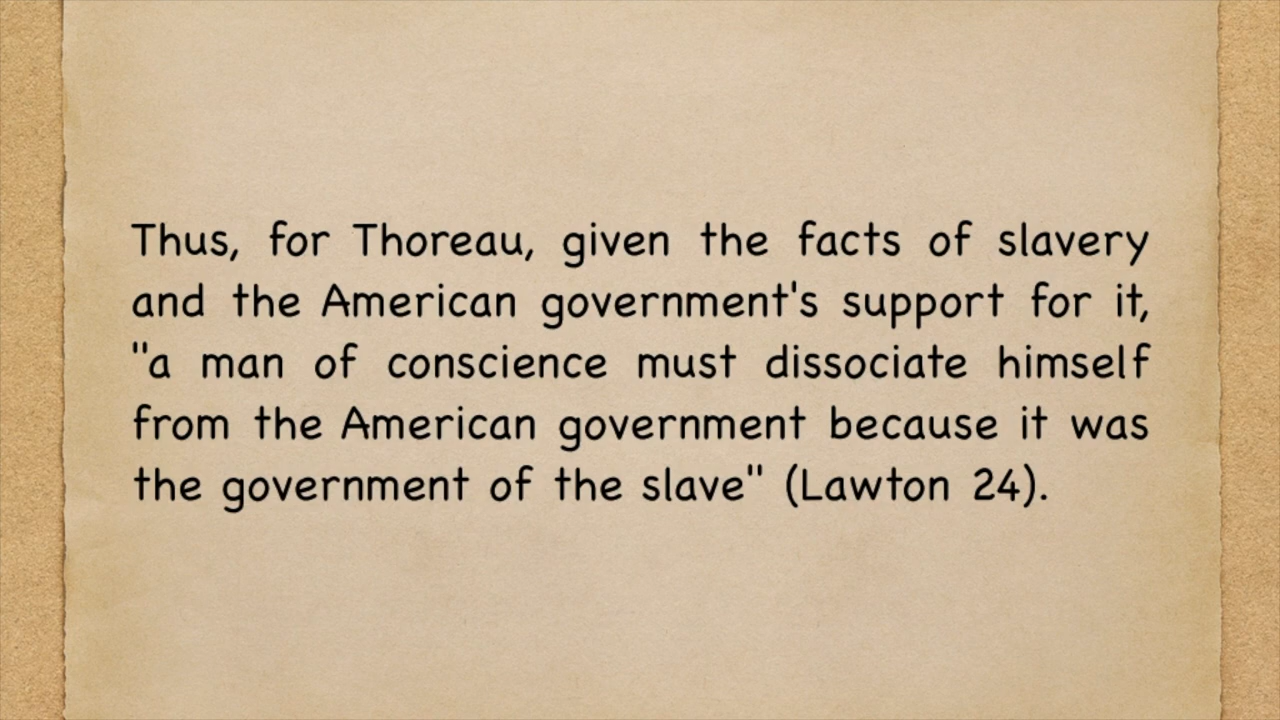 Thus, for Thoreau, given the facts of slavery
and the American government's support for it,
"a man of conscience must dissociate himself
from the American government because it was
the government of the slave" (Lawton 24).